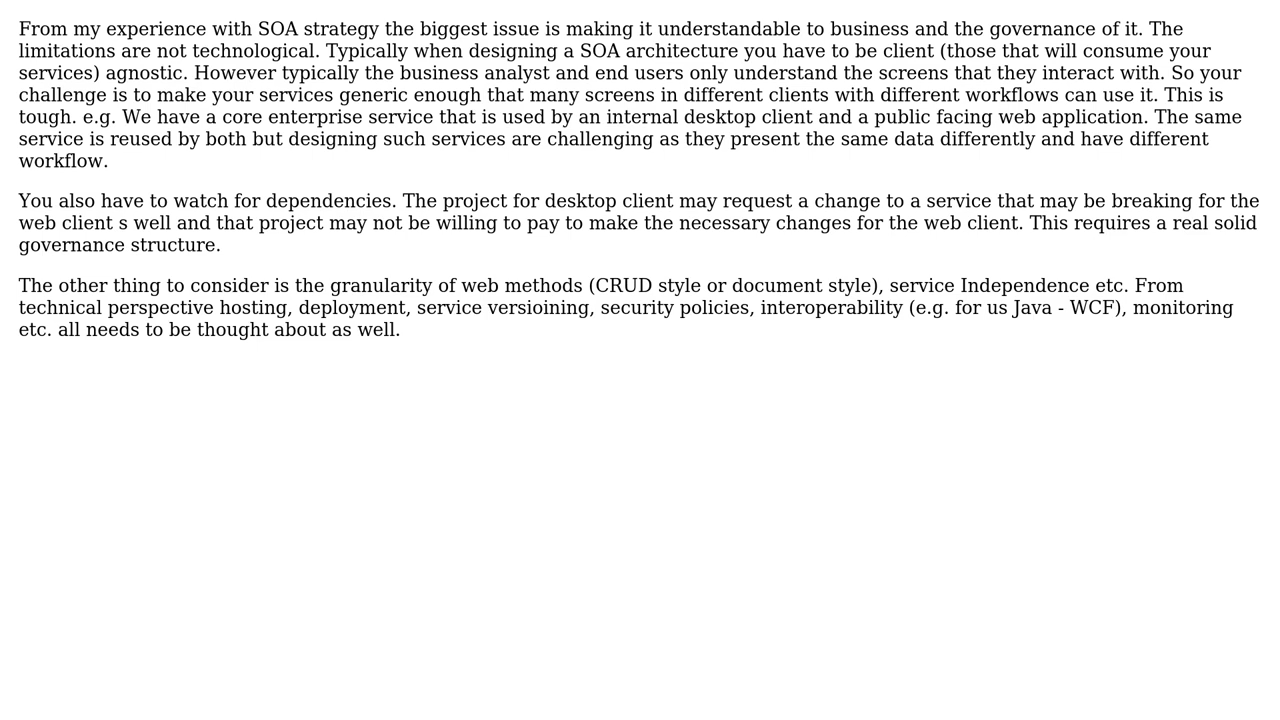 From my experience with SOA strategy the biggest issue is making it understandable to business and the governance of it. The
limitations are not technological. Typically when designing a SOA architecture you have to be client (those that will consume your
services) agnostic. However typically the business analyst and end users only understand the screens that they interact with. So your
challenge is to make your services generic enough that many screens in different clients with different workflows can use it. This is
tough. e.g. We have a core enterprise service that is used by an internal desktop client and a public facing web application. The same
service is reused by both but designing such services are challenging as they present the same data differently and have different
workflow.
You also have to watch for dependencies. The project for desktop client may request a change to a service that may be breaking for the
web client s well and that project may not be willing to pay to make the necessary changes for the web client. This requires a real solid
governance structure.
The other thing to consider is the granularity of web methods (CRUD style or document style), service Independence etc. From
technical perspective hosting, deployment, service versioining, security policies, interoperability (e.g. for us Java - WCF), monitoring
etc. all needs to be thought about as well.